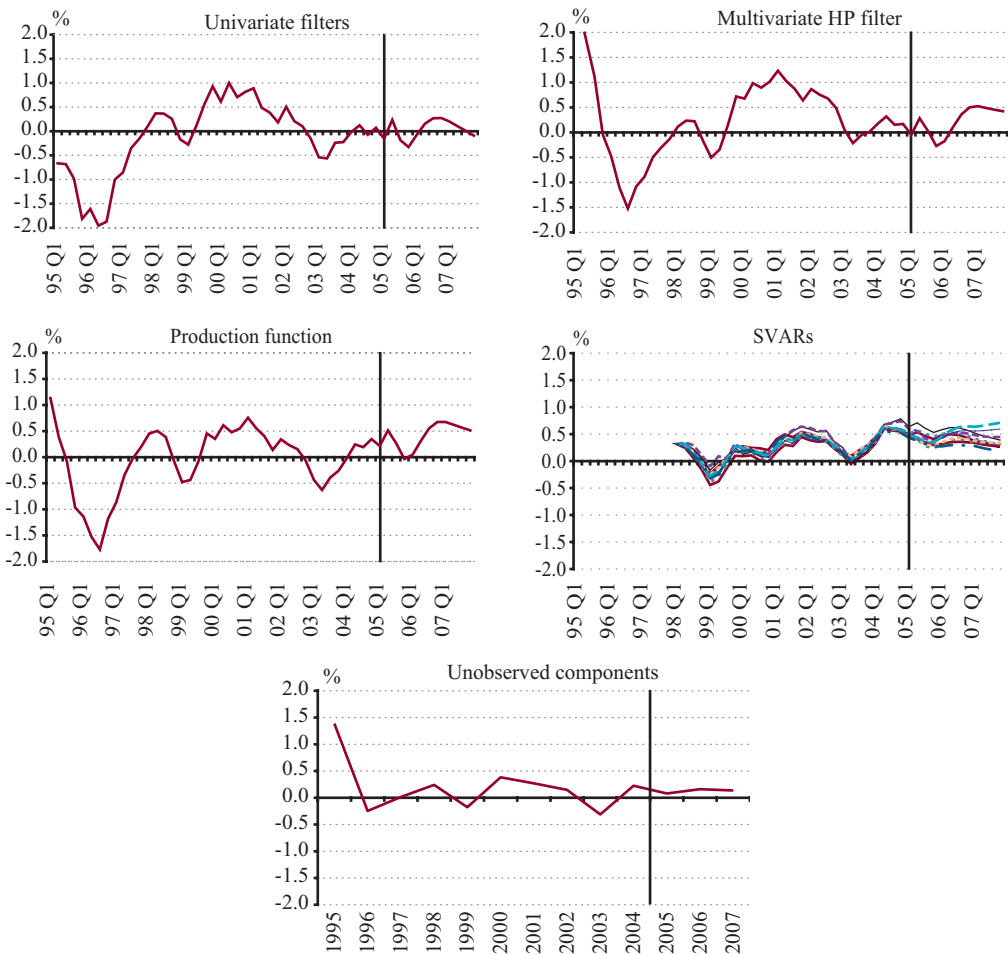 Univariate filters
%
2.0
1.5
1.0
0.5
0.0
-0.5
-1.0
-1.5
-2.0
95 Q1
96 Q1
97 Q1
98 Q1
99 Q1
00 Q1
01 Q1
02 Q1
03 Q1
04 Q1
05 Q1
06 Q1
07 Q1
Multivariate HP filter
%
2.0
1.5
1.0
0.5
0.0
-0.5
-1.0
-1.5
-2.0
95 Q1
96 Q1
97 Q1
98 Q1
99 Q1
00 Q1
01 Q1
02 Q1
03 Q1
04 Q1
05 Q1
06 Q1
07 Q1
Production function
%
2.0
1.5
1.0
0.5
0.0
-0.5
-1.0
-1.5
-2.0
95 Q1
96 Q1
97 Q1
98 Q1
99 Q1
00 Q1
01 Q1
02 Q1
03 Q1
04 Q1
05 Q1
06 Q1
07 Q1
SVARs
%
2.0
1.5
1.0
0.5
0.0
-0.5
-1.0
-1.5
-2.0
95 Q1
96 Q1
97 Q1
98 Q1
99 Q1
00 Q1
01 Q1
02 Q1
03 Q1
04 Q1
05 Q1
06 Q1
07 Q1
Unobserved components
%
2.0
1.5
1.0
0.5
0.0
-0.5
-1.0
-1.5
-2.0
1995
1996
1997
1998
1999
2000
2001
2002
2003
2004
2005
2006
2007